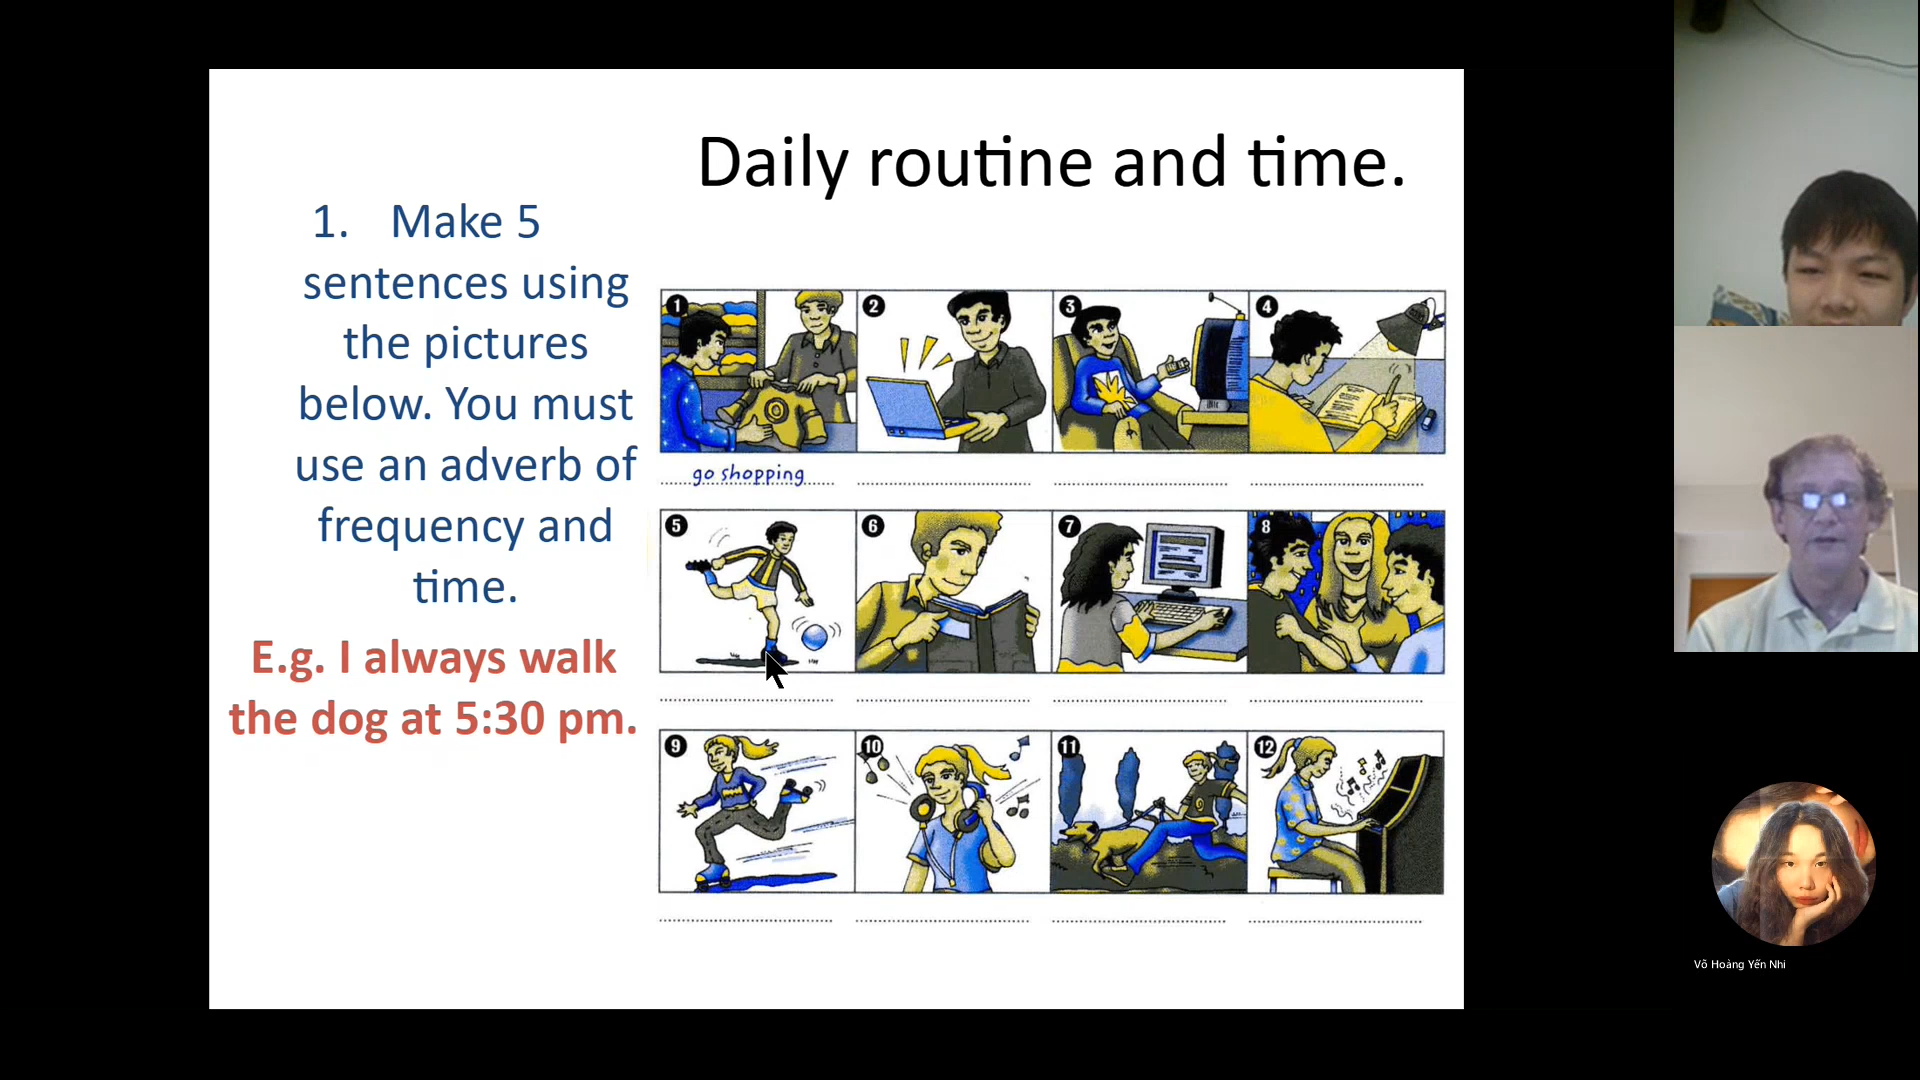 Daily routine and time.
1. Make 5
sentences using
the pictures
below. You must
use an adverb of
frequency and
time.
E.g. I always walk
the dog at 5:30 pm.
1
2
3
4
go shopping
5
6
7
8
9
10
11
12
Võ Hoàng Yến Nhi